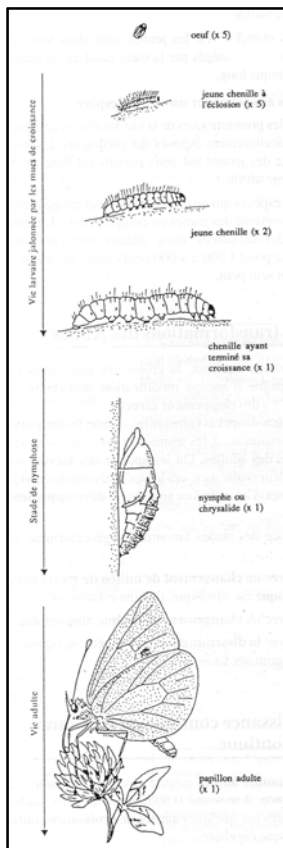 oeuf (x 5)
jeune chenille à
l'éclosion (x 5)
jeune chenille (x 2)
chenille ayant
terminé sa
croissance (x 1)
Vie larvaire jalonnée par les mues de croissance
nymphe ou
chrysalide (x 1)
Stade de nymphose
papillon adulte
(x 1)
Vie adulte